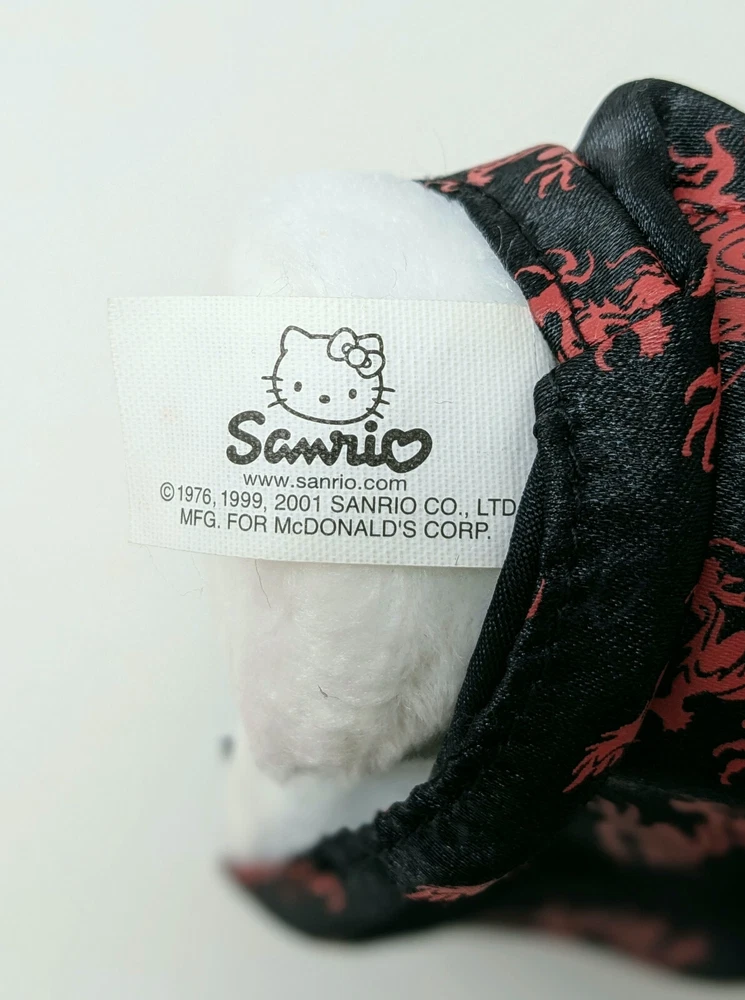 Sanrio
www.sanrio.com
©1976, 1999, 2001 SANRIO CO., LTD
MFG. FOR McDONALD'S CORP.